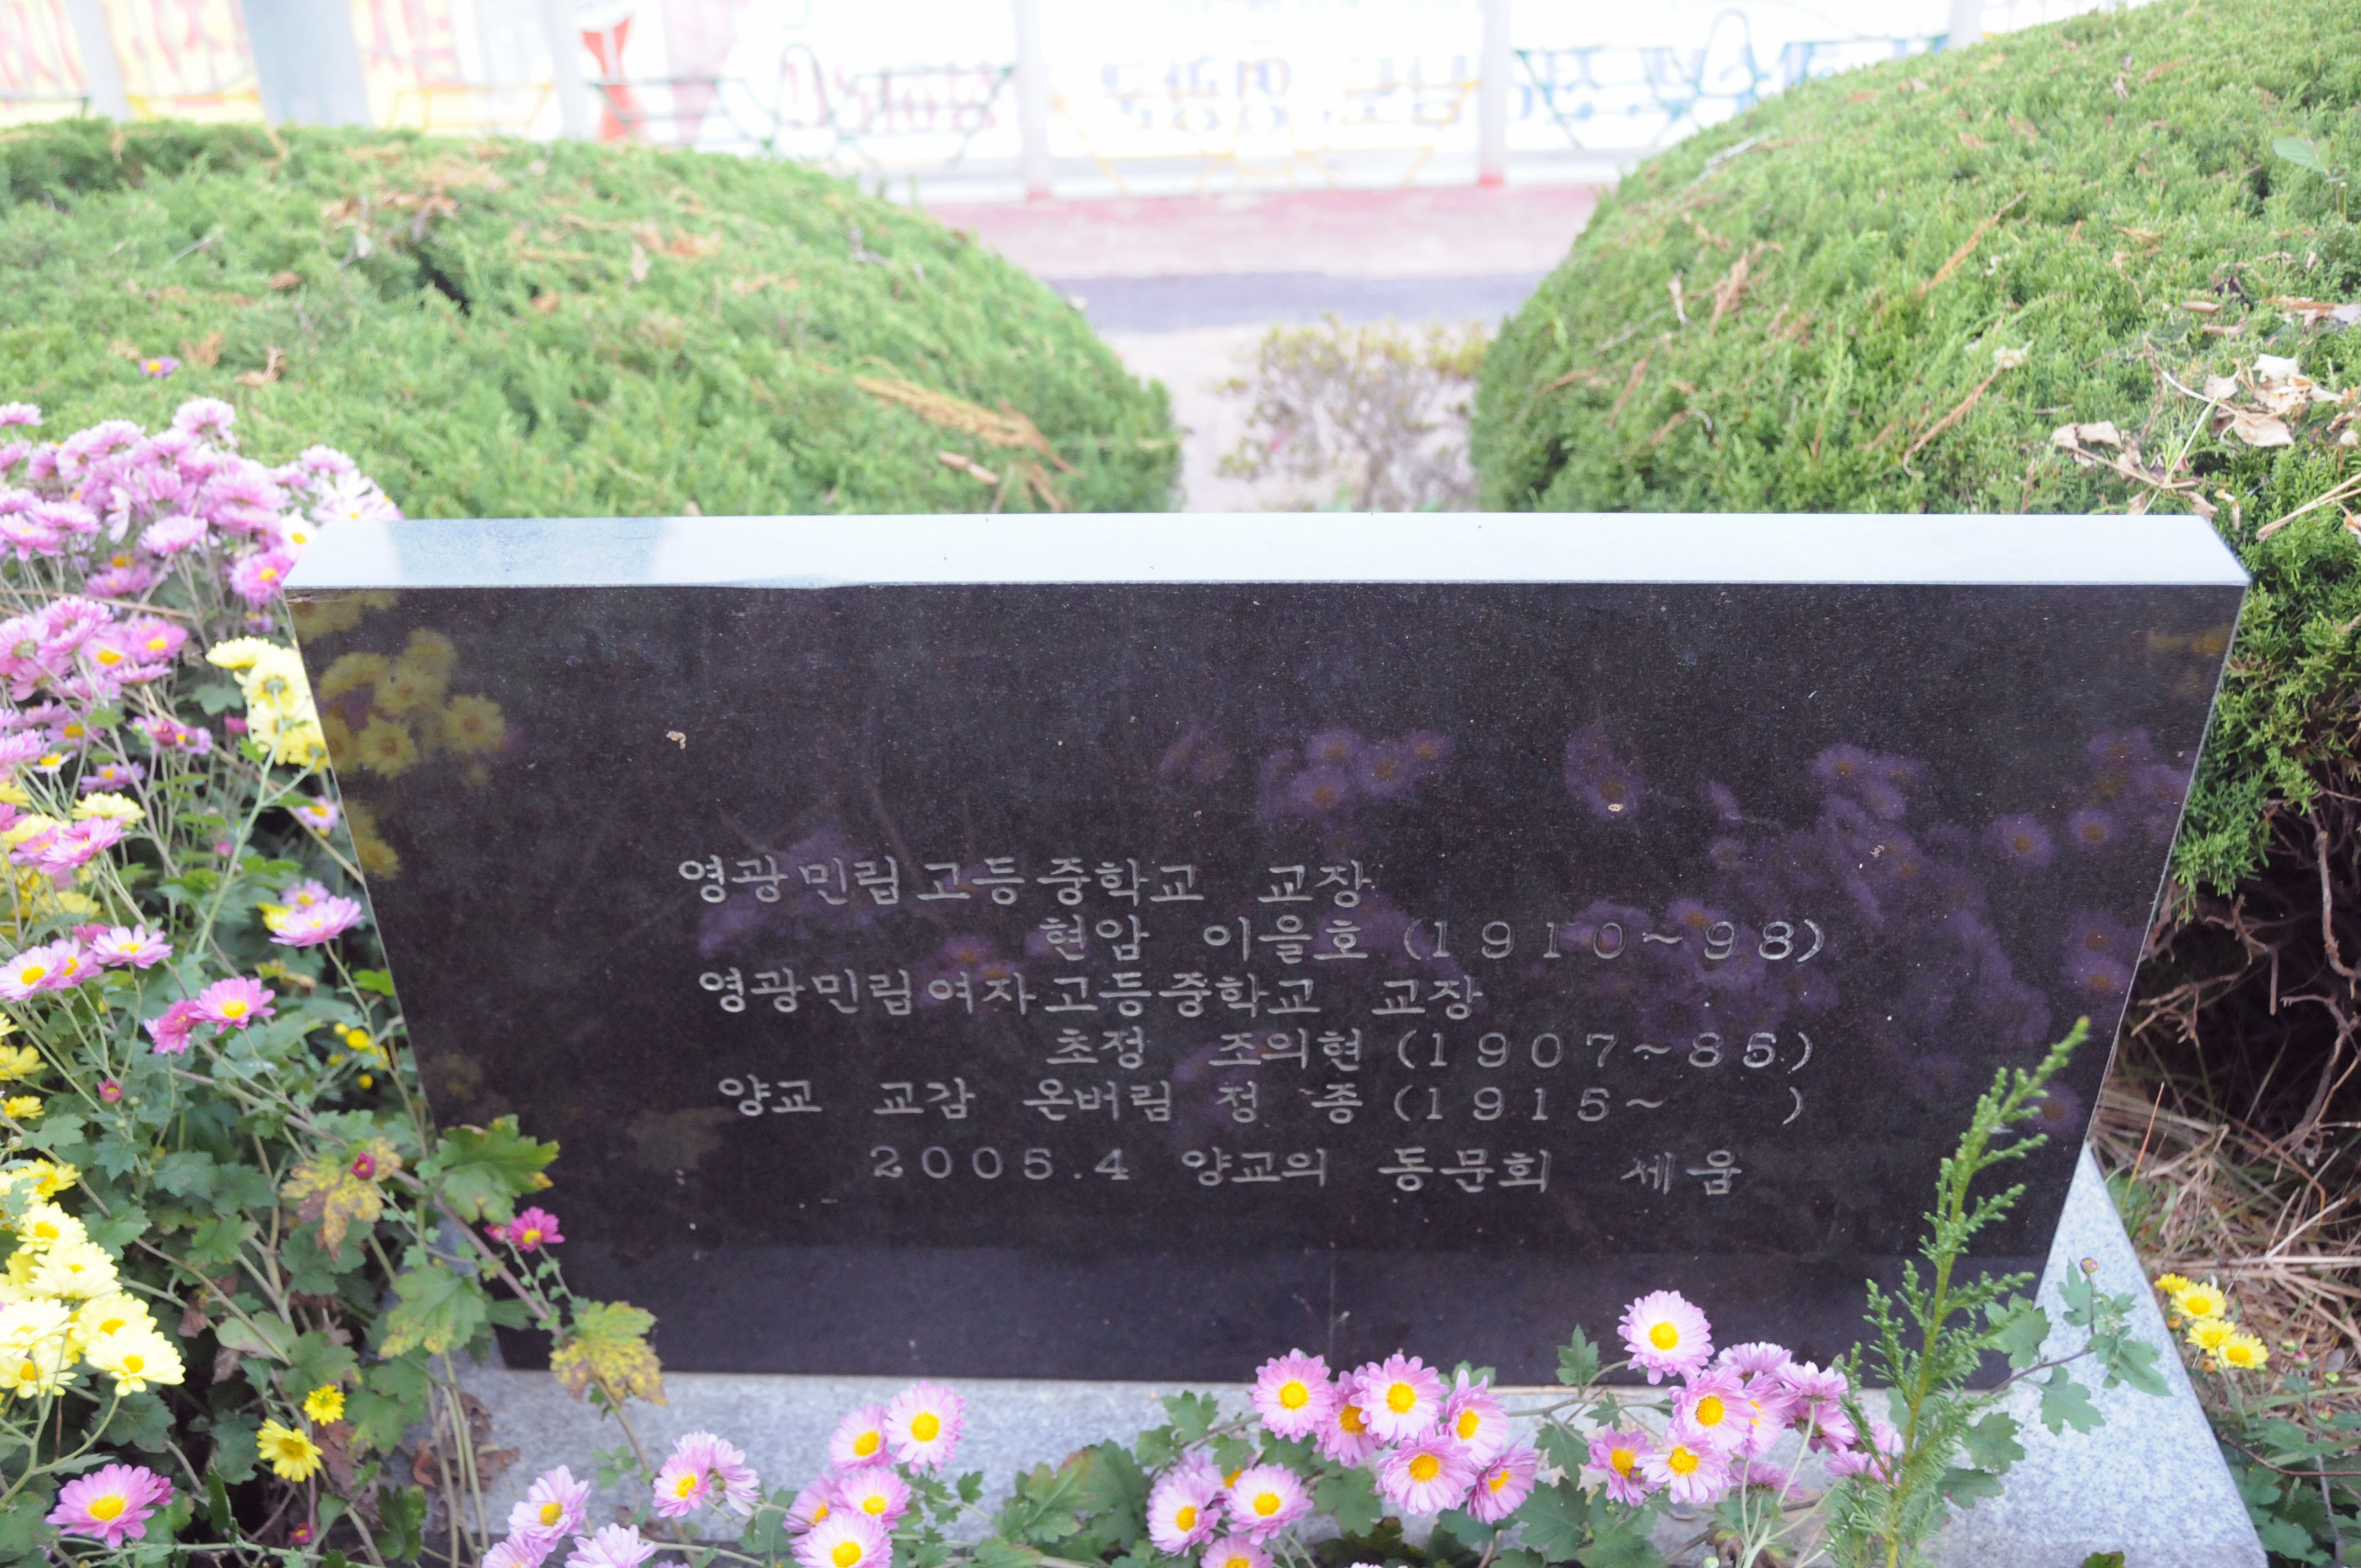 영광민립고등중학교 교장
현암 이을호(1910~98)
영광민립여자고등중학교 교장
초정 조의현(1907~85)
양교 교감 온버림 정 종(1915~ )
2005.4 양교의 동문회 세움